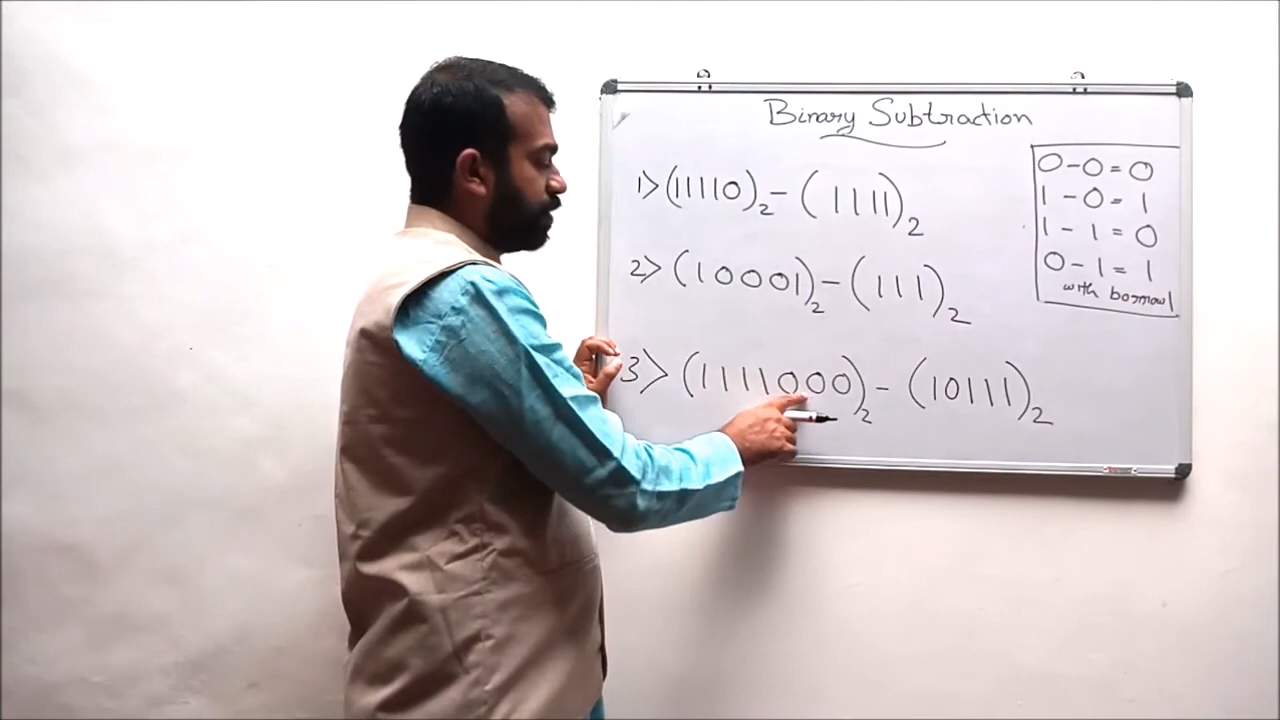 Binary Subtraction
0-0=0
1-0=1
1-1=0
0-1=1
with borrow 1
1> (11110)₂ - (1111)₂
2> (10001)₂ - (111)₂
3> (1111000)₂ - (10111)₂